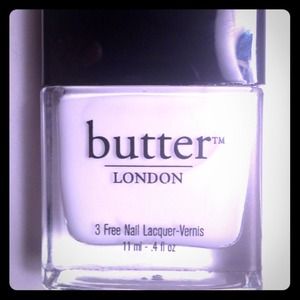 butter™
LONDON
3 Free Nail Lacquer-Vernis
11 ml - .4 fl oz